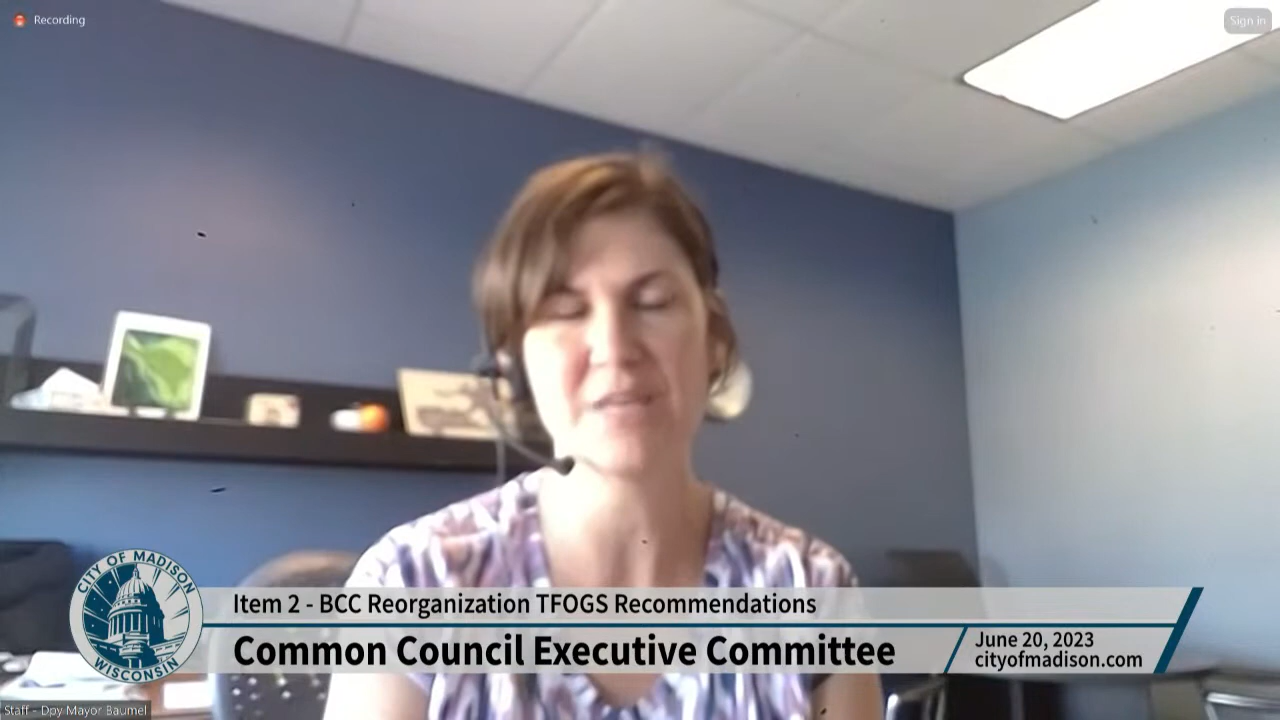 Recording
Sign in
Item 2 - BCC Reorganization TFOGS Recommendations
Common Council Executive Committee
June 20, 2023
cityofmadison.com
CITY OF MADISON
WISCONSIN
Staff - Dpy Mayor Baumel